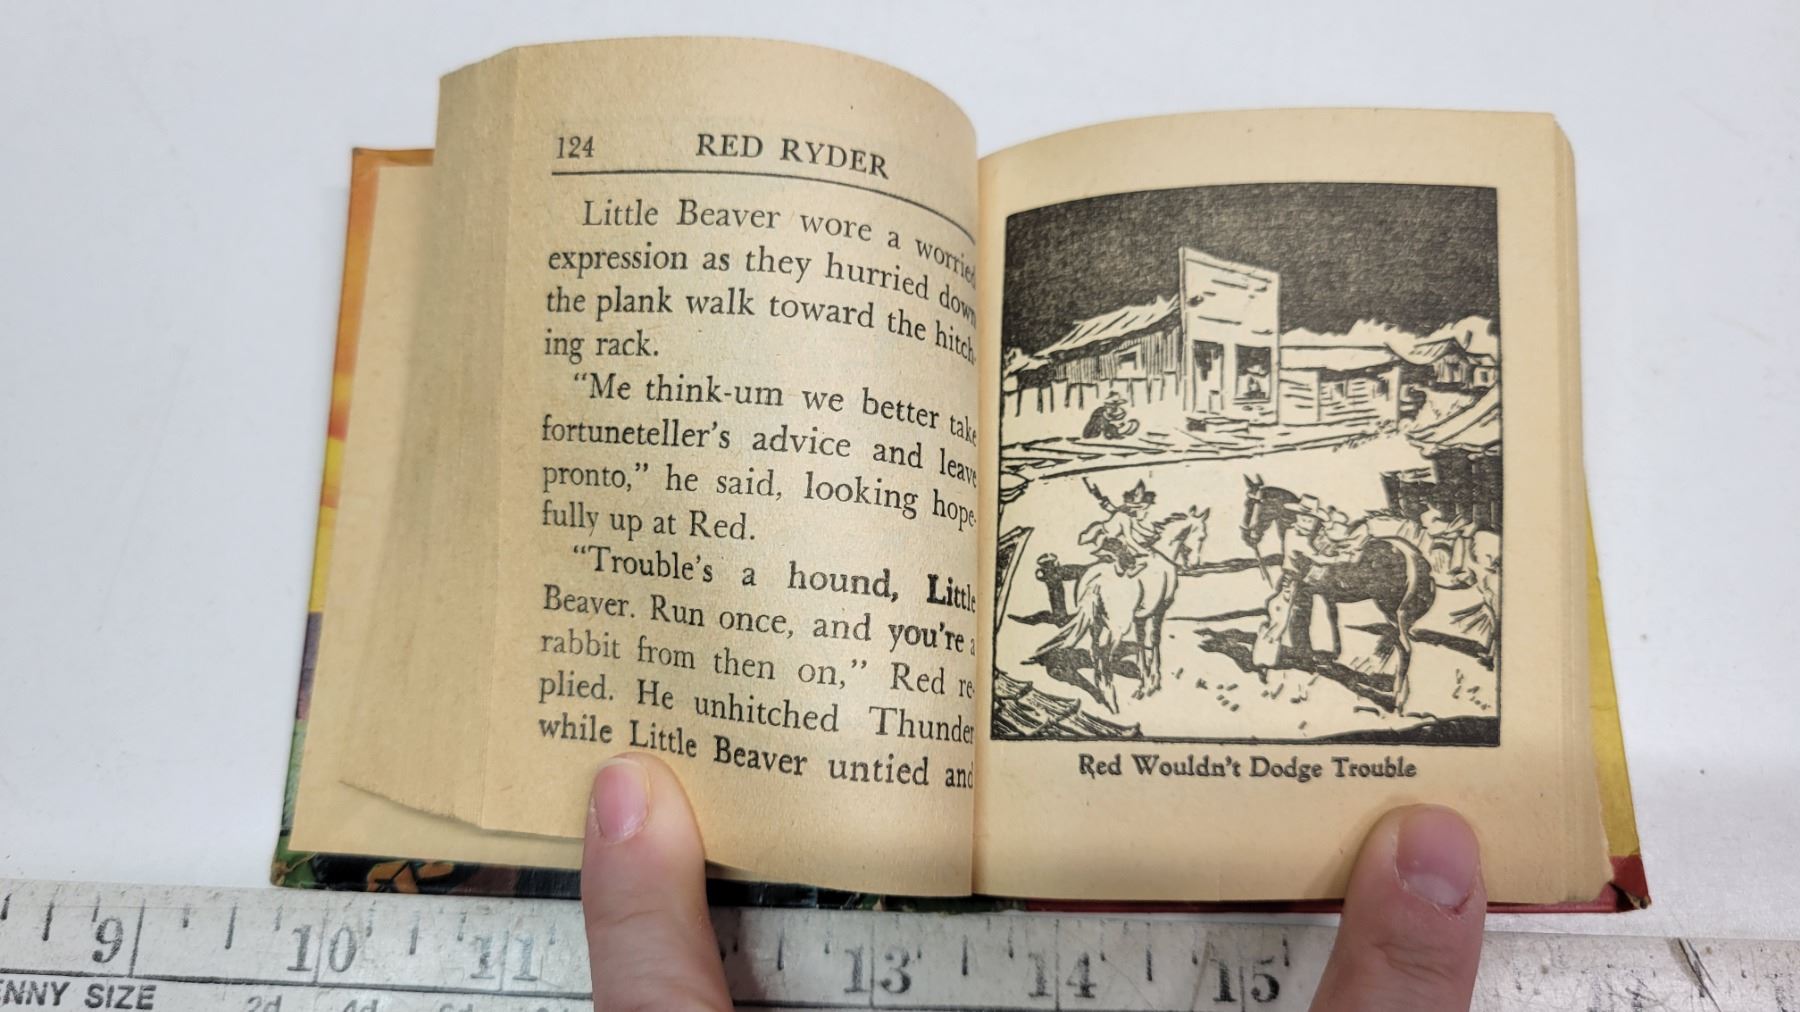 124 RED RYDER
Little Beaver wore a worried
expression as they hurried down
the plank walk toward the hitch-
ing rack.
"Me think-um we better take
fortuneteller's advice and leave
pronto," he said, looking hope-
fully up at Red.
"Trouble's a hound, Little
Beaver. Run once, and you're a
rabbit from then on," Red re-
plied. He unhitched Thunder
while Little Beaver untied and
Red Wouldn't Dodge Trouble
9 10 11 13 14 15
ENNY SIZE 2d 4d